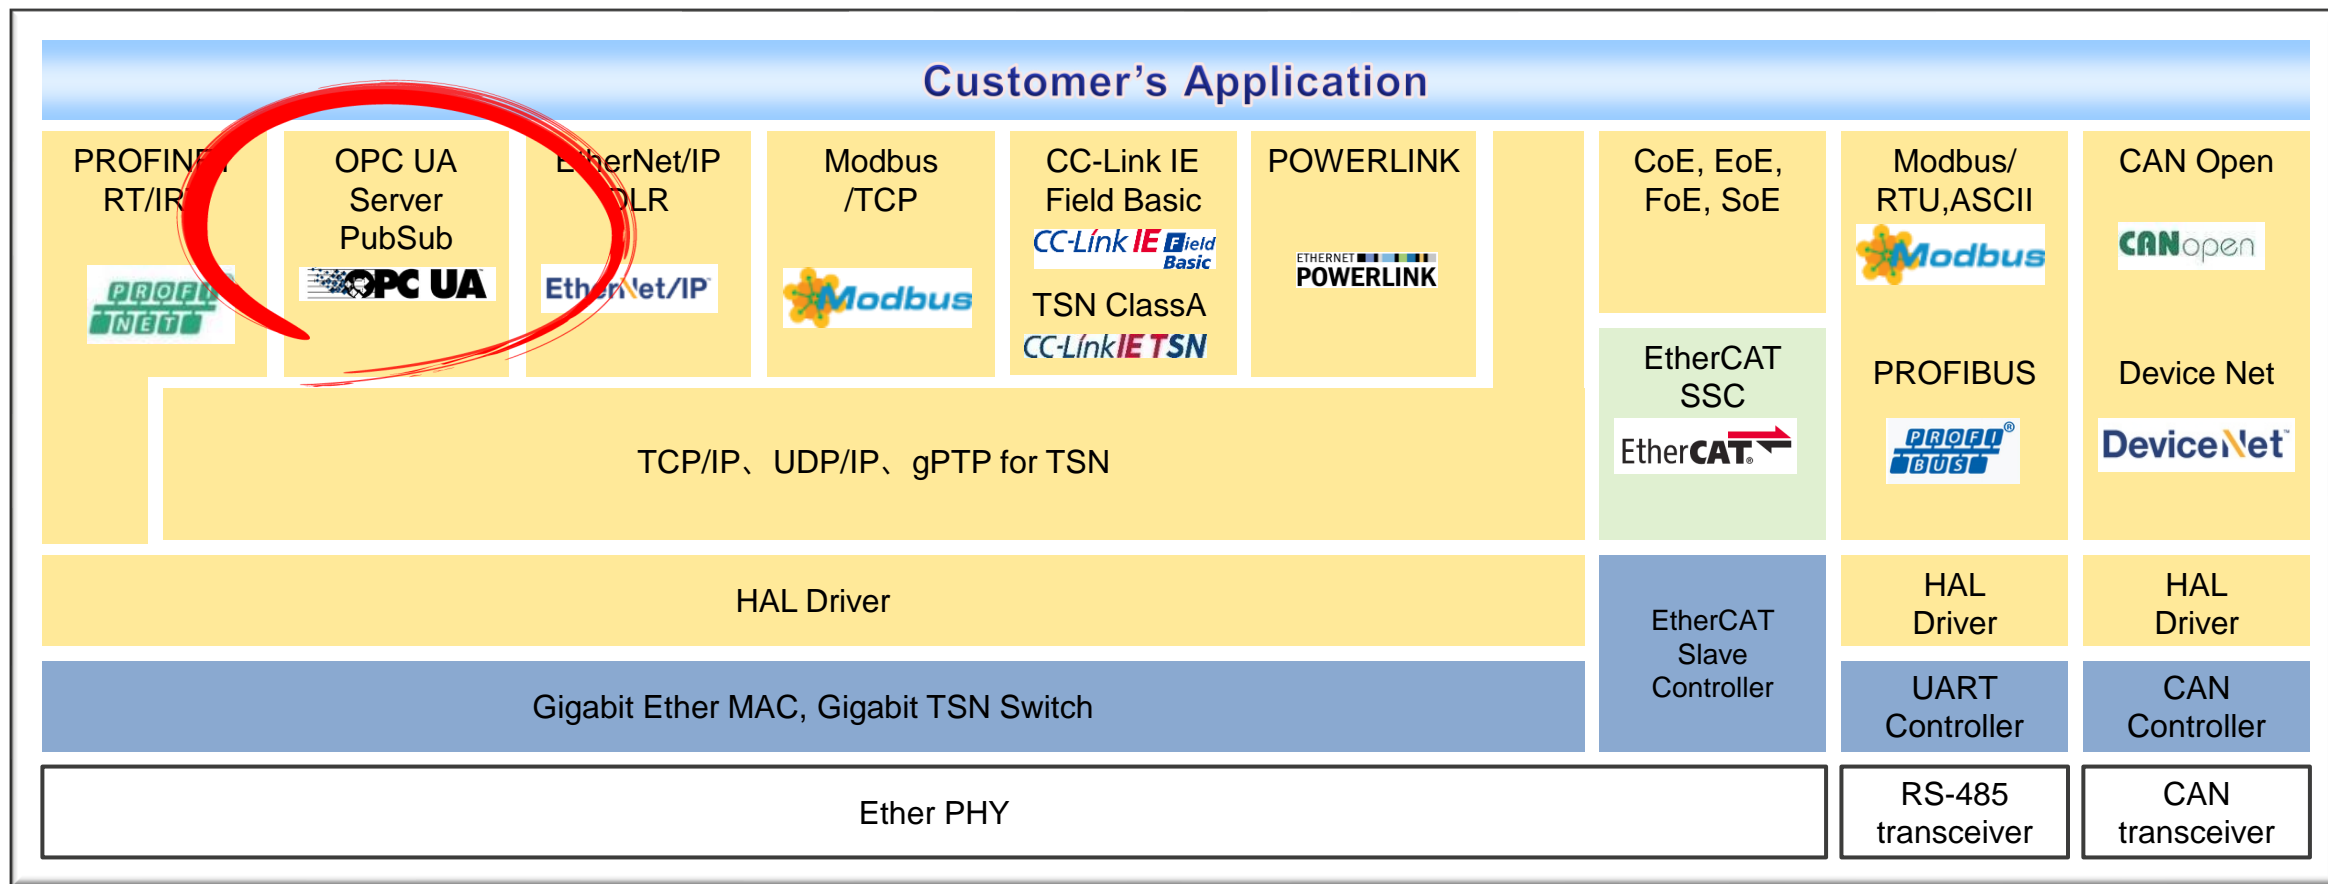 Customer's Application
PROFINET
RT/IRT
PROFI
NET
OPC UA
Server
PubSub
OPC UA
EtherNet/IP
DLR
EtherNet/IP™
Modbus
/TCP
Modbus
CC-Link IE
Field Basic
CC-Link IE Field
Basic
TSN ClassA
CC-Link IE TSN
POWERLINK
ETHERNET
POWERLINK
CoE, EoE,
FoE, SoE
EtherCAT
SSC
EtherCAT®
Modbus/
RTU,ASCII
Modbus
PROFIBUS
PROFI®
BUS
CAN Open
CANopen
Device Net
DeviceNet™
TCP/IP、UDP/IP、gPTP for TSN
HAL Driver
EtherCAT
Slave
Controller
HAL
Driver
HAL
Driver
Gigabit Ether MAC, Gigabit TSN Switch
UART
Controller
CAN
Controller
Ether PHY
RS-485
transceiver
CAN
transceiver